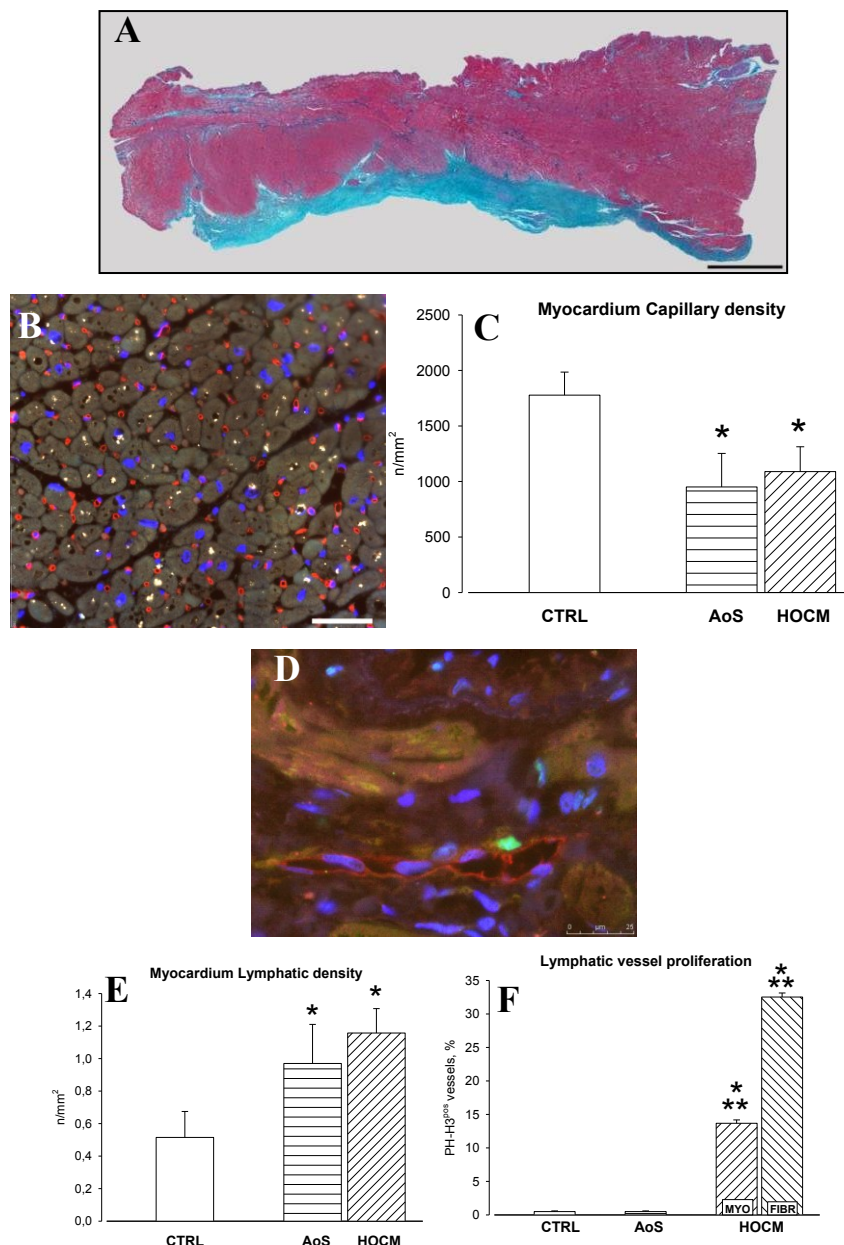 A
B
C
Myocardium Capillary density
2500
2000
1500
1000
500
0
n/mm²
*
*
CTRL
AoS
HOCM
D
0 µm 25
E
Myocardium Lymphatic density
1,4
1,2
1,0
0,8
0,6
0,4
0,2
0,0
n/mm²
*
*
CTRL
AoS
HOCM
F
Lymphatic vessel proliferation
35
30
25
20
15
10
5
0
PH-H3pos vessels, %
*
**
*
**
MYO
FIBR
CTRL
AoS
HOCM